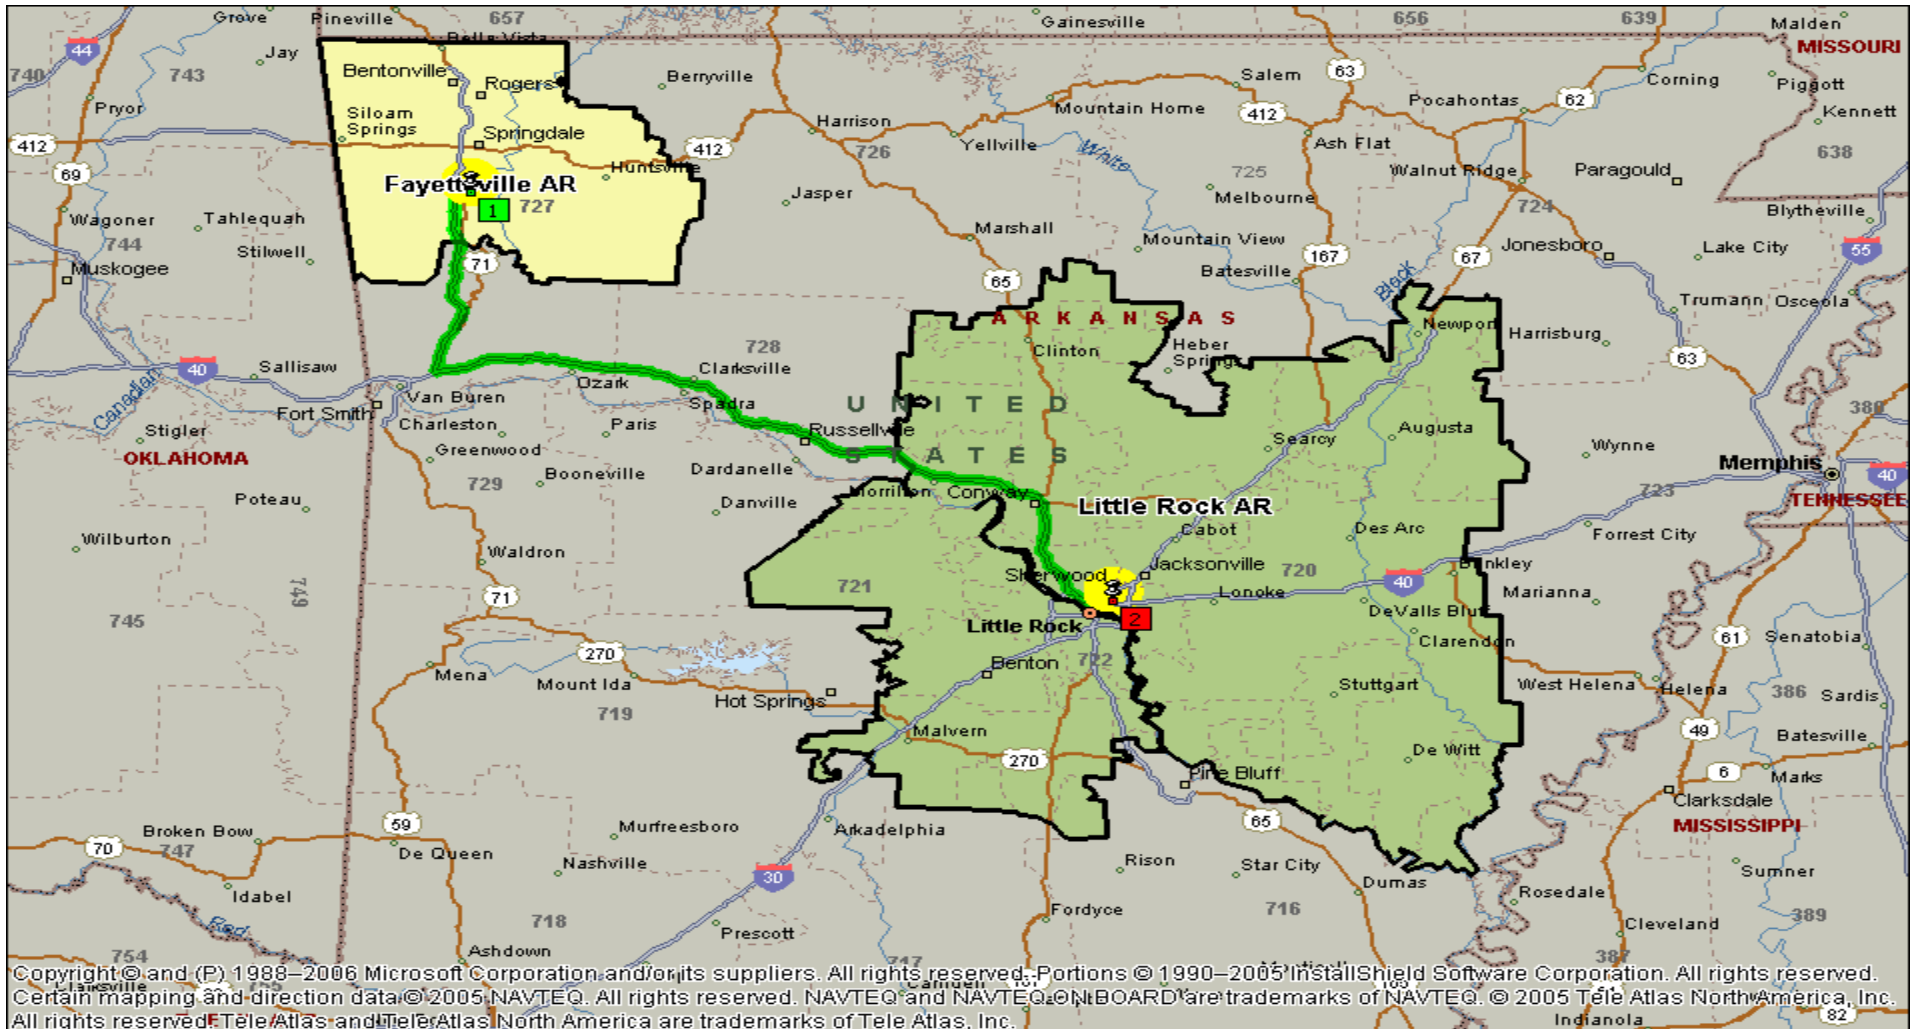 Grove
Pineville
657
Gainesville
656
639
Malden
MISSOURI
44
Jay
Bella Vista
740
743
Bentonville
Rogers
Berryville
Salem
63
Corning
Piggott
Pryor
Siloam
Springs
Mountain Home
412
Pocahontas
62
Kennett
412
Springdale
412
Harrison
726
Yellville
White
Ash Flat
638
69
Huntsville
725
Walnut Ridge
Paragould
Fayetteville AR
1
727
Jasper
Melbourne
724
Wagoner
Tahlequah
744
Stilwell
Marshall
Mountain View
Jonesboro
Lake City
Blytheville
55
Muskogee
71
65
Batesville
167
Black
67
Trumann
Osceola
ARKANSAS
Newport
Harrisburg
63
728
Clinton
Heber
Springs
40
Sallisaw
Clarksville
Ozark
Canadian
Fort Smith
Van Buren
Spadra
UNITED
Charleston
Paris
Russellville
Searcy
Augusta
Wynne
Stigler
OKLAHOMA
Greenwood
STATES
Memphis
40
Booneville
Dardanelle
729
Morrilton
Conway
723
TENNESSEE
Poteau
Danville
Little Rock AR
Cabot
Des Arc
Forrest City
Wilburton
Waldron
Jacksonville
Sherwood
720
40
Brinkley
749
721
Lonoke
Marianna
71
2
DeValls Bluff
745
Little Rock
Clarendon
61
Senatobia
270
Benton
722
Mena
Mount Ida
Stuttgart
West Helena
Helena
386
Sardis
Hot Springs
719
Malvern
49
Batesville
270
De Witt
Pine Bluff
6
Marks
Clarksdale
59
Broken Bow
Murfreesboro
Arkadelphia
65
MISSISSIPPI
70
747
De Queen
Nashville
30
Rison
Star City
Dumas
Sumner
Idabel
Rosedale
Red
718
Fordyce
716
Cleveland
389
Prescott
754
Ashdown
717
387
Copyright © and (P) 1988–2006 Microsoft Corporation and/or its suppliers. All rights reserved. Portions © 1990–2005 InstallShield Software Corporation. All rights reserved.
Certain mapping and direction data © 2005 NAVTEQ. All rights reserved. NAVTEQ and NAVTEQ ON BOARD are trademarks of NAVTEQ. © 2005 Tele Atlas North America, Inc.
All rights reserved. Tele Atlas and Tele Atlas North America are trademarks of Tele Atlas, Inc.
Indianola
82